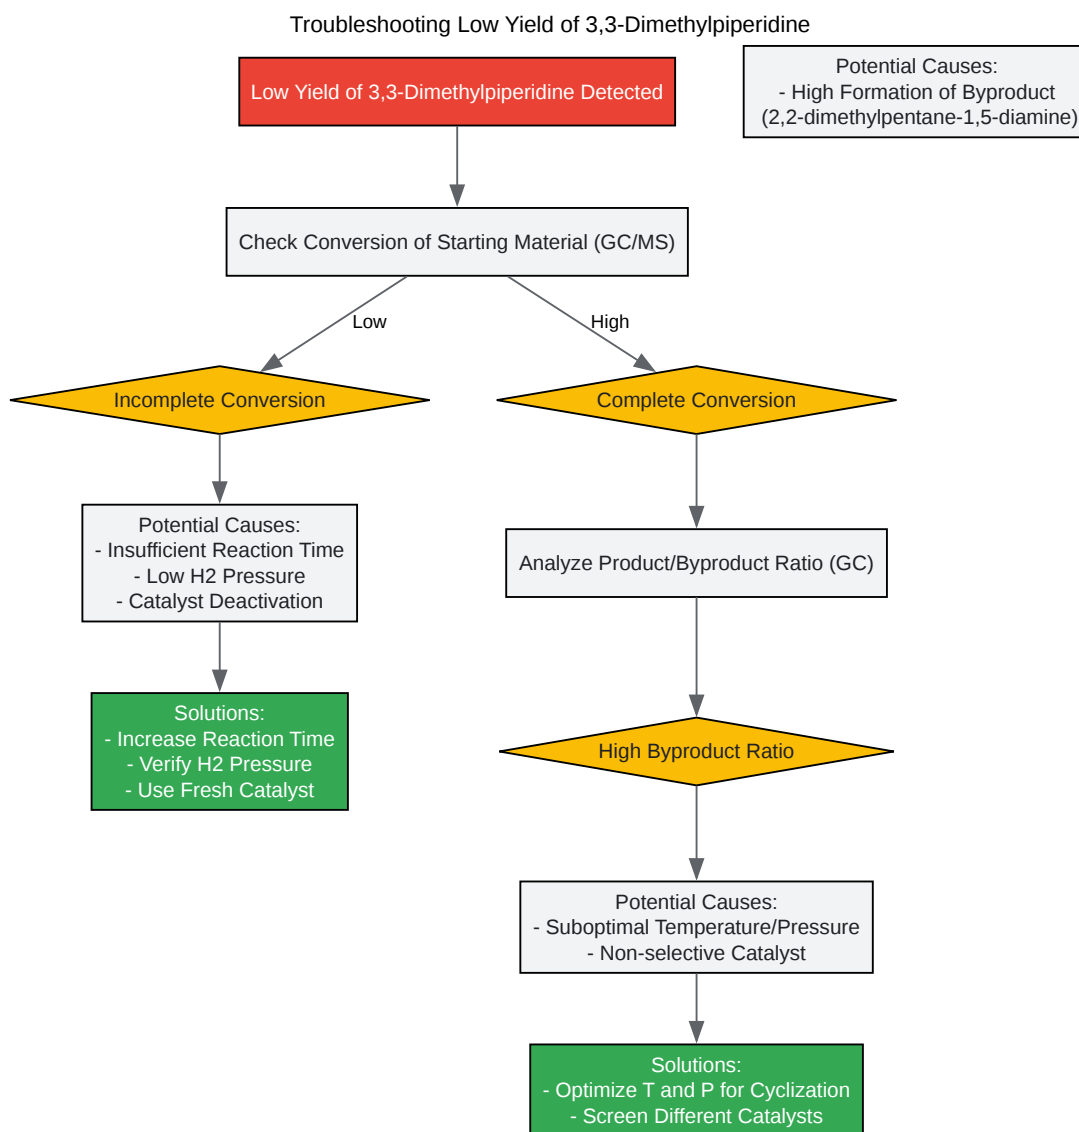 Troubleshooting Low Yield of 3,3-Dimethylpiperidine
Low Yield of 3,3-Dimethylpiperidine Detected
Potential Causes:
- High Formation of Byproduct
(2,2-dimethylpentane-1,5-diamine)
Check Conversion of Starting Material (GC/MS)
Low
High
Incomplete Conversion
Complete Conversion
Potential Causes:
- Insufficient Reaction Time
- Low H2 Pressure
- Catalyst Deactivation
Analyze Product/Byproduct Ratio (GC)
Solutions:
- Increase Reaction Time
- Verify H2 Pressure
- Use Fresh Catalyst
High Byproduct Ratio
Potential Causes:
- Suboptimal Temperature/Pressure
- Non-selective Catalyst
Solutions:
- Optimize T and P for Cyclization
- Screen Different Catalysts